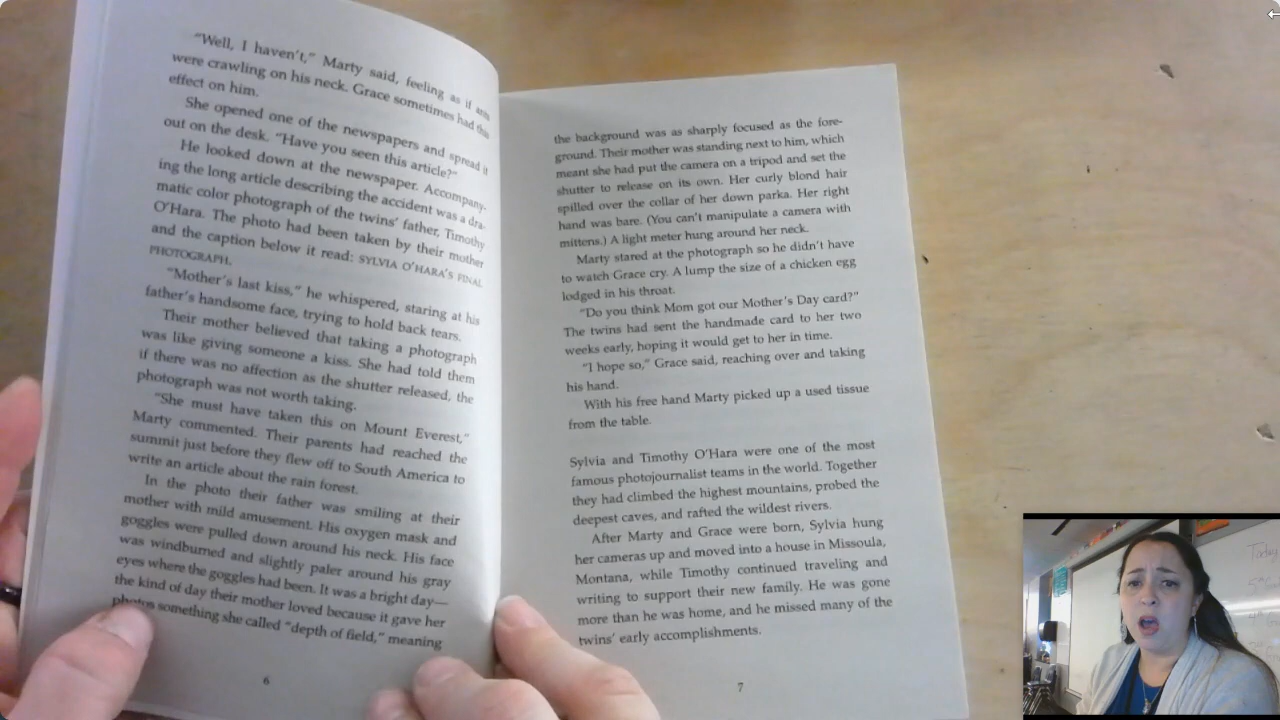 "Well, I haven't," Marty said, feeling as if ants
were crawling on his neck. Grace sometimes had this
effect on him.
She opened one of the newspapers and spread it
out on the desk. "Have you seen this article?"
He looked down at the newspaper. Accompany-
ing the long article describing the accident was a dra-
matic color photograph of the twins' father, Timothy
O'Hara. The photo had been taken by their mother
and the caption below it read: SYLVIA O'HARA'S FINAL
PHOTOGRAPH.
"Mother's last kiss," he whispered, staring at his
father's handsome face, trying to hold back tears.
Their mother believed that taking a photograph
was like giving someone a kiss. She had told them
if there was no affection as the shutter released, the
photograph was not worth taking.
"She must have taken this on Mount Everest,"
Marty commented. Their parents had reached the
summit just before they flew off to South America to
write an article about the rain forest.
In the photo their father was smiling at their
mother with mild amusement. His oxygen mask and
goggles were pulled down around his neck. His face
was windburned and slightly paler around his gray
eyes where the goggles had been. It was a bright day—
the kind of day their mother loved because it gave her
photos something she called "depth of field," meaning
6
the background was as sharply focused as the fore-
ground. Their mother was standing next to him, which
meant she had put the camera on a tripod and set the
shutter to release on its own. Her curly blond hair
spilled over the collar of her down parka. Her right
hand was bare. (You can't manipulate a camera with
mittens.) A light meter hung around her neck.
Marty stared at the photograph so he didn't have
to watch Grace cry. A lump the size of a chicken egg
lodged in his throat.
"Do you think Mom got our Mother's Day card?"
The twins had sent the handmade card to her two
weeks early, hoping it would get to her in time.
"I hope so," Grace said, reaching over and taking
his hand.
With his free hand Marty picked up a used tissue
from the table.
Sylvia and Timothy O'Hara were one of the most
famous photojournalist teams in the world. Together
they had climbed the highest mountains, probed the
deepest caves, and rafted the wildest rivers.
After Marty and Grace were born, Sylvia hung
her cameras up and moved into a house in Missoula,
Montana, while Timothy continued traveling and
writing to support their new family. He was gone
more than he was home, and he missed many of the
twins' early accomplishments.
7